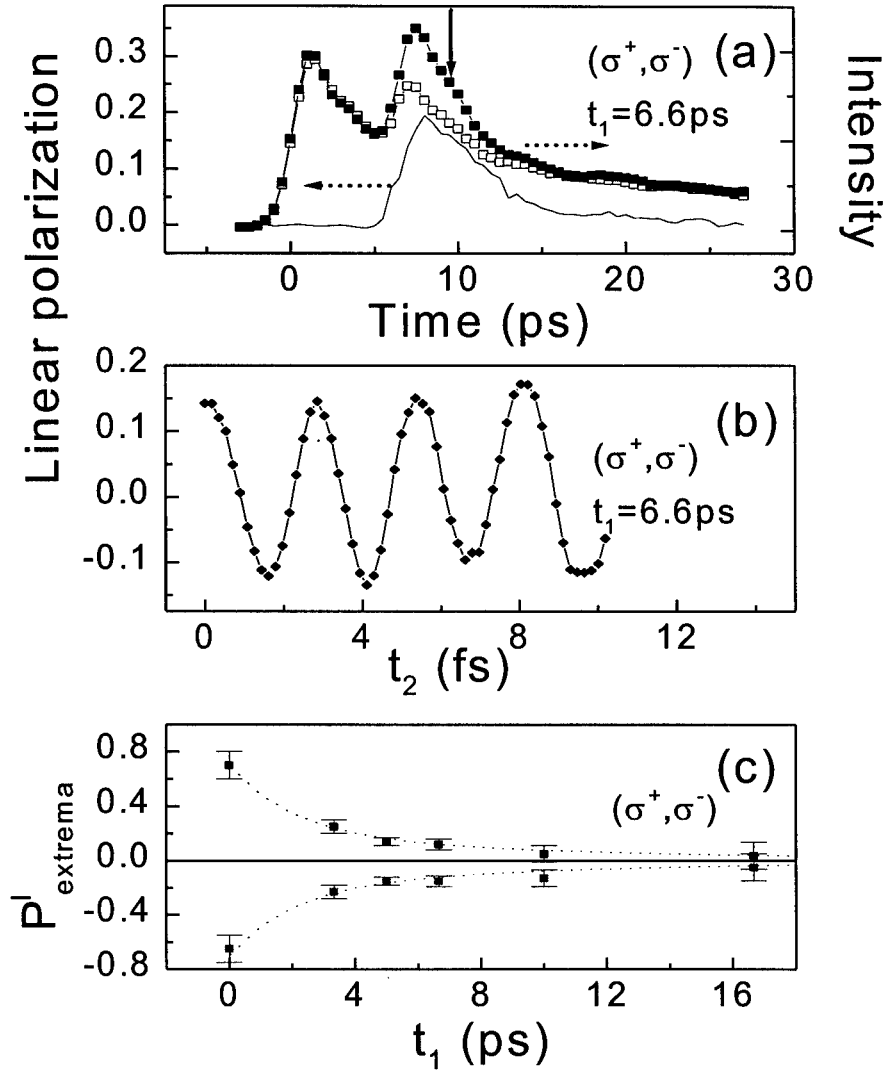 Linear polarization
Intensity
0.3
0.2
0.1
0.0
(a)
(σ⁺,σ⁻)
t₁=6.6ps
0 10 20 30
Time (ps)
0.2
0.1
0.0
-0.1
(b)
(σ⁺,σ⁻)
t₁=6.6ps
0 4 8 12
t₂ (fs)
0.8
0.4
0.0
-0.4
-0.8
Pˡextrema
(c)
(σ⁺,σ⁻)
0 4 8 12 16
t₁ (ps)